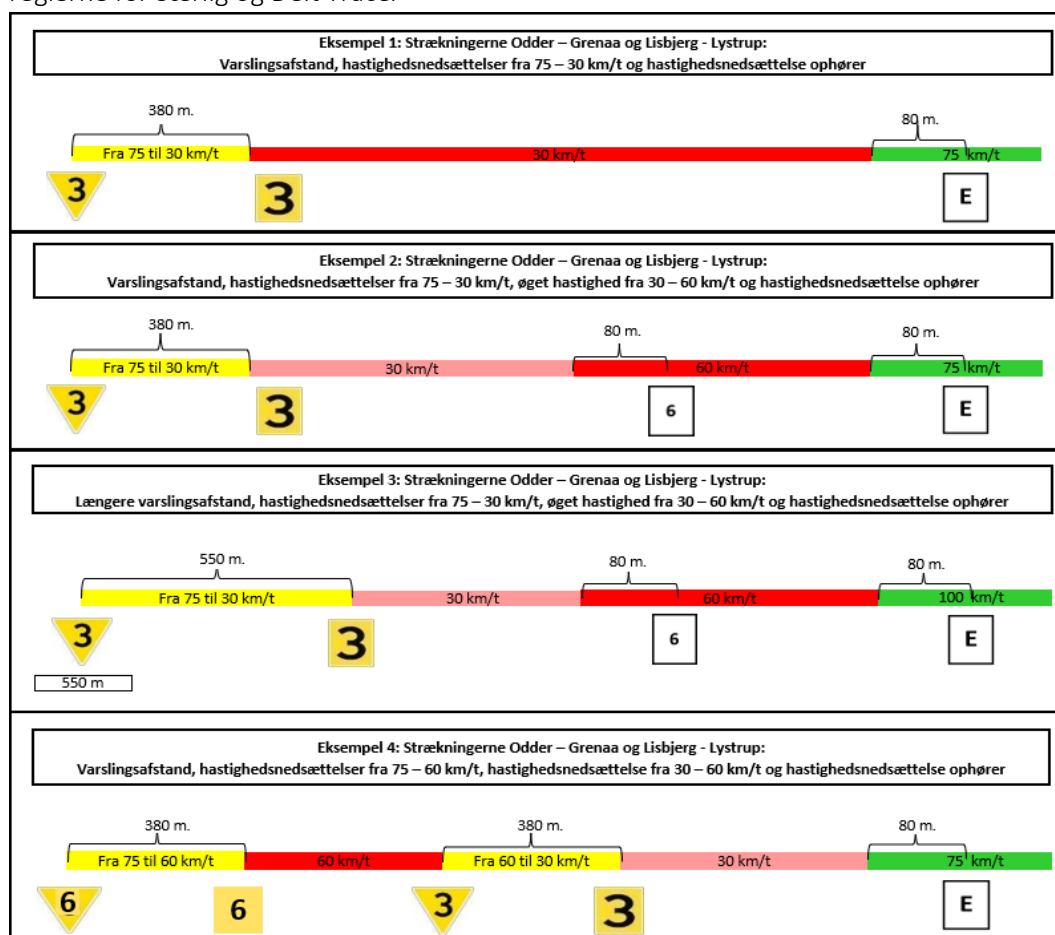 Eksempel 1: Strækningerne Odder – Grenaa og Lisbjerg - Lystrup:
Varslingsafstand, hastighedsnedsættelser fra 75 – 30 km/t og hastighedsnedsættelse ophører
380 m.
80 m.
Fra 75 til 30 km/t
30 km/t
75 km/t
3
3
E
Eksempel 2: Strækningerne Odder – Grenaa og Lisbjerg - Lystrup:
Varslingsafstand, hastighedsnedsættelser fra 75 – 30 km/t, øget hastighed fra 30 – 60 km/t og hastighedsnedsættelse ophører
380 m.
80 m.
80 m.
Fra 75 til 30 km/t
30 km/t
60 km/t
75 km/t
3
3
6
E
Eksempel 3: Strækningerne Odder – Grenaa og Lisbjerg - Lystrup:
Længere varslingsafstand, hastighedsnedsættelser fra 75 – 30 km/t, øget hastighed fra 30 – 60 km/t og hastighedsnedsættelse ophører
550 m.
80 m.
80 m.
Fra 75 til 30 km/t
30 km/t
60 km/t
100 km/t
3
3
6
E
550 m
Eksempel 4: Strækningerne Odder – Grenaa og Lisbjerg - Lystrup:
Varslingsafstand, hastighedsnedsættelser fra 75 – 60 km/t, hastighedsnedsættelse fra 30 – 60 km/t og hastighedsnedsættelse ophører
380 m.
380 m.
80 m.
Fra 75 til 60 km/t
60 km/t
Fra 60 til 30 km/t
30 km/t
75 km/t
6
6
3
3
E